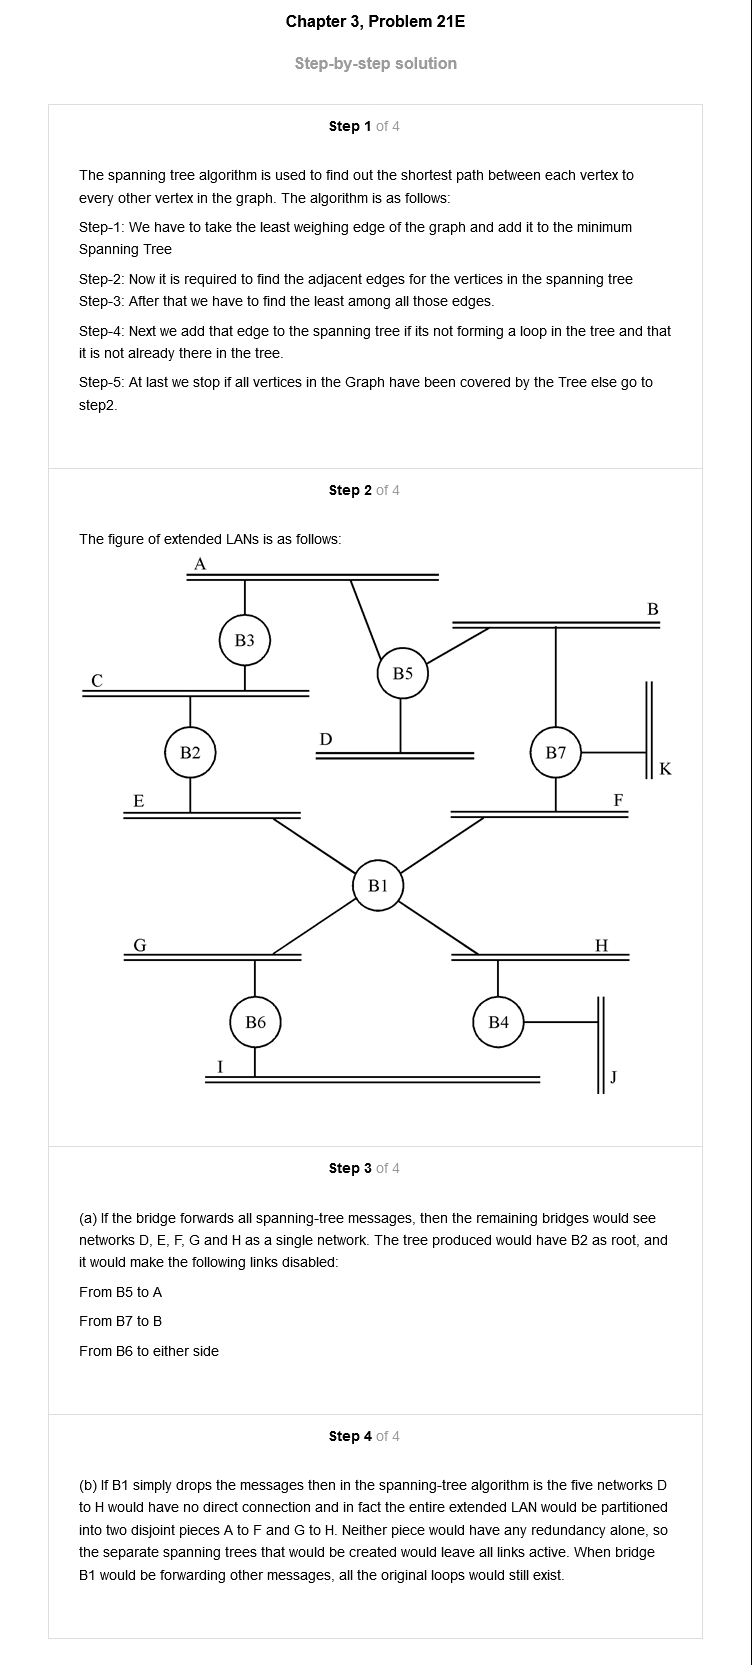 Chapter 3, Problem 21E
Step-by-step solution
Step 1 of 4
The spanning tree algorithm is used to find out the shortest path between each vertex to
every other vertex in the graph. The algorithm is as follows:
Step-1: We have to take the least weighing edge of the graph and add it to the minimum
Spanning Tree
Step-2: Now it is required to find the adjacent edges for the vertices in the spanning tree
Step-3: After that we have to find the least among all those edges.
Step-4: Next we add that edge to the spanning tree if its not forming a loop in the tree and that
it is not already there in the tree.
Step-5: At last we stop if all vertices in the Graph have been covered by the Tree else go to
step2.
Step 2 of 4
The figure of extended LANs is as follows:
A
B
B3
B5
C
D
B2
B7
K
E
F
B1
G
H
B6
B4
I
J
Step 3 of 4
(a) If the bridge forwards all spanning-tree messages, then the remaining bridges would see
networks D, E, F, G and H as a single network. The tree produced would have B2 as root, and
it would make the following links disabled:
From B5 to A
From B7 to B
From B6 to either side
Step 4 of 4
(b) If B1 simply drops the messages then in the spanning-tree algorithm is the five networks D
to H would have no direct connection and in fact the entire extended LAN would be partitioned
into two disjoint pieces A to F and G to H. Neither piece would have any redundancy alone, so
the separate spanning trees that would be created would leave all links active. When bridge
B1 would be forwarding other messages, all the original loops would still exist.